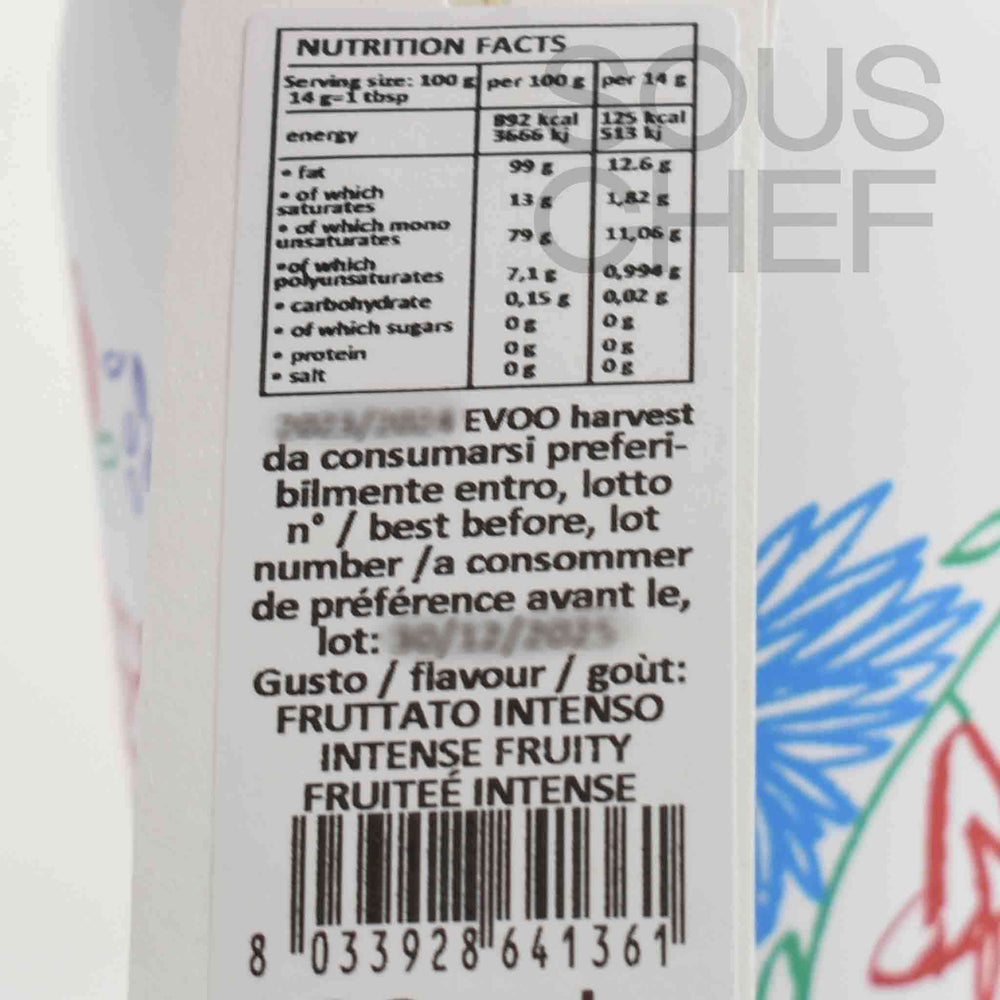 SOUS
CHEF
NUTRITION FACTS
Serving size: 100 g per 100 g per 14 g
14 g=1 tbsp
energy 892 kcal 125 kcal
3666 kj 513 kj
• fat 99 g 12.6 g
• of which
saturates 13 g 1,82 g
• of which mono
unsaturates 79 g 11,06 g
•of which
polyunsaturates 7,1 g 0,994 g
• carbohydrate 0,15 g 0,02 g
• of which sugars 0g 0g
• protein 0g 0g
• salt 0g 0g
EVOO harvest
da consumarsi preferi-
bilmente entro, lotto
n° / best before, lot
number /a consommer
de préférence avant le,
lot:
Gusto / flavour / goùt:
FRUTTATO INTENSO
INTENSE FRUITY
FRUITEÉ INTENSE
8 033928 641361